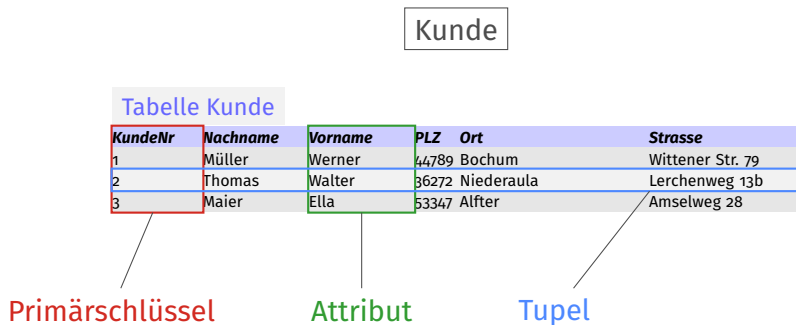 Kunde
Tabelle Kunde
KundeNr Nachname Vorname PLZ Ort Strasse
1 Müller Werner 44789 Bochum Wittener Str. 79
2 Thomas Walter 36272 Niederaula Lerchenweg 13b
3 Maier Ella 53347 Alfter Amselweg 28
Primärschlüssel Attribut Tupel